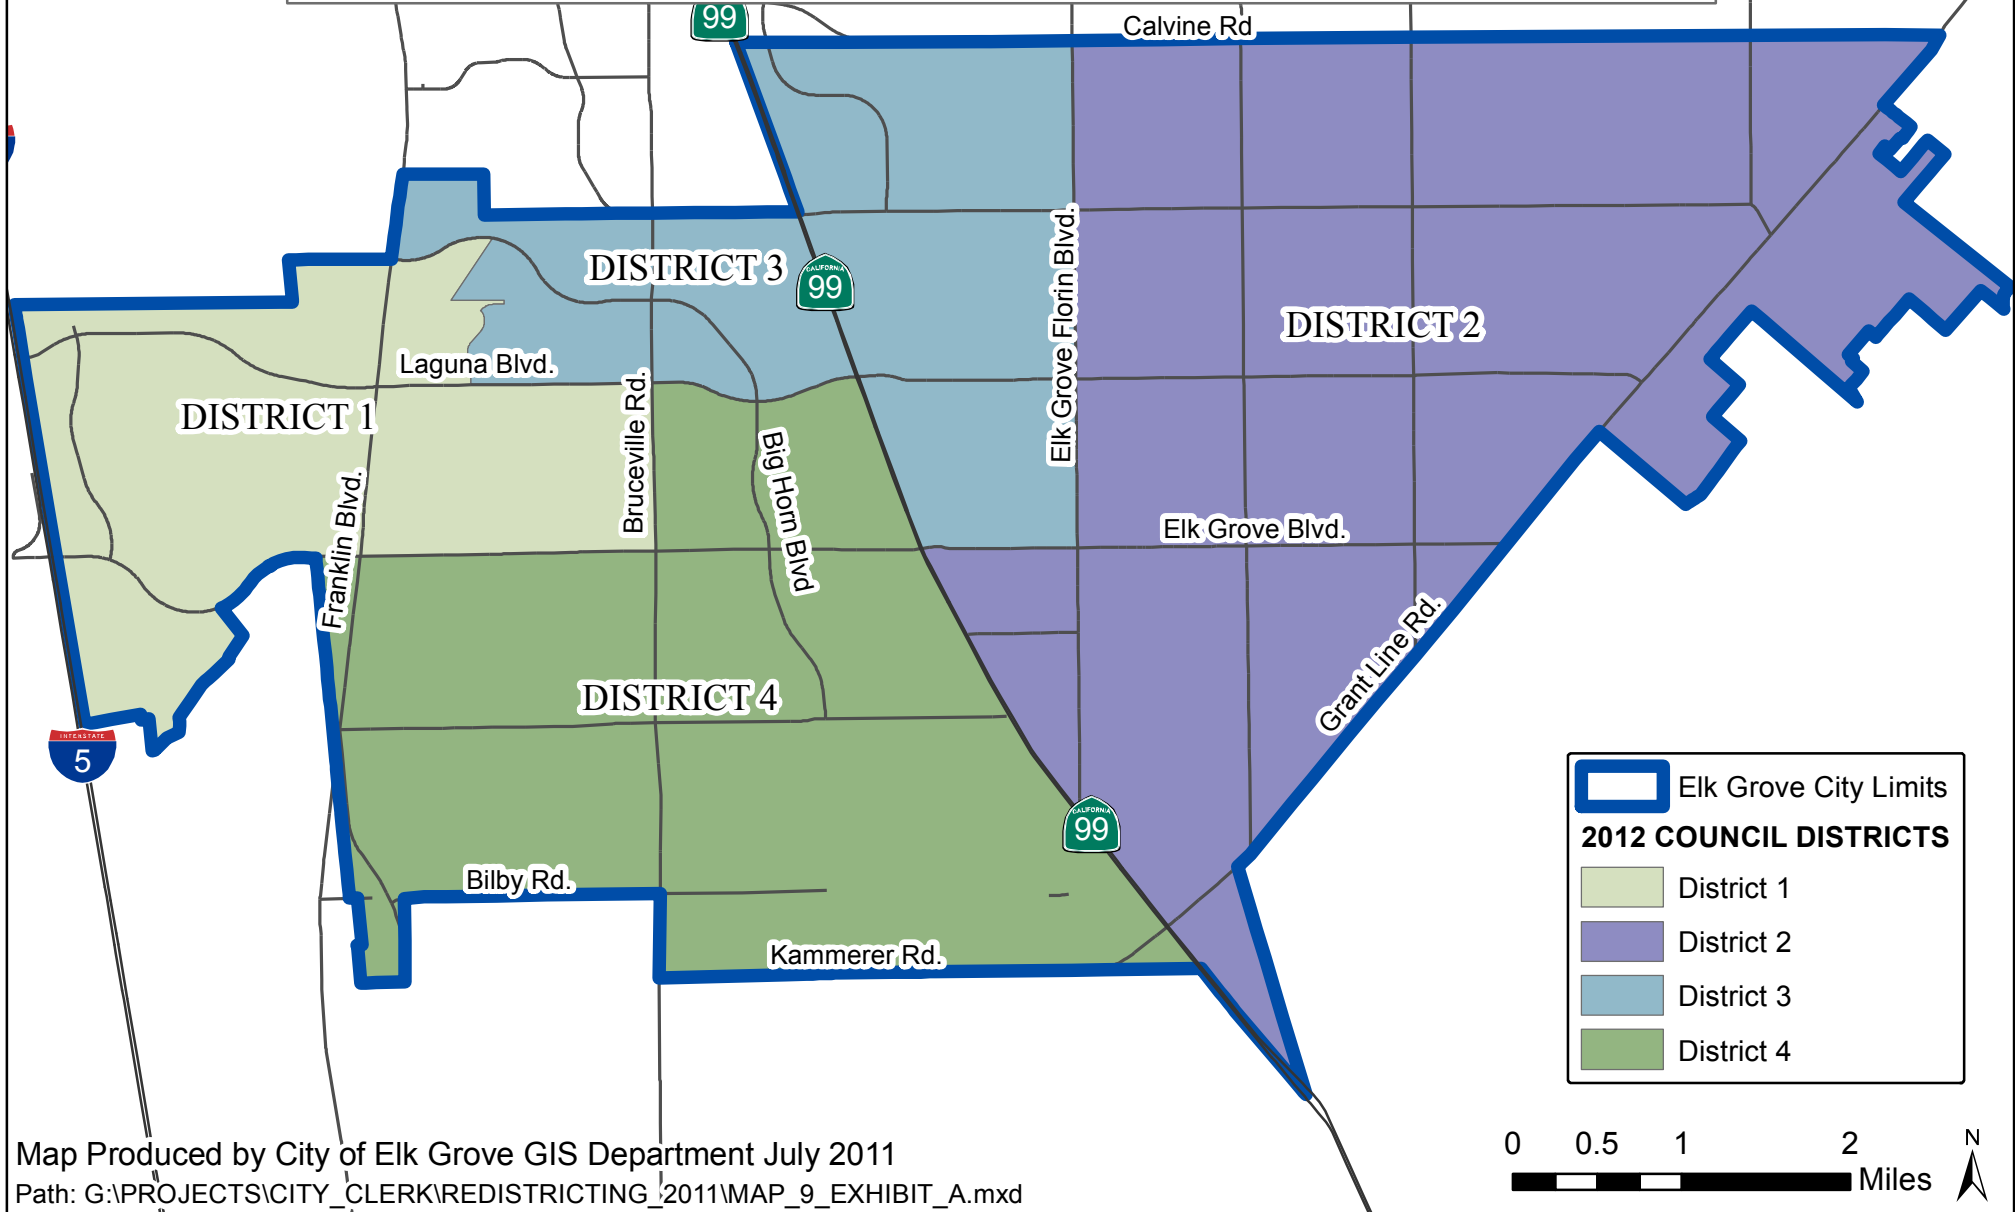 99
Calvine Rd
DISTRICT 3
CALIFORNIA
99
Elk Grove Florin Blvd.
DISTRICT 2
Laguna Blvd.
DISTRICT 1
Bruceville Rd.
Big Horn Blvd
Franklin Blvd.
Elk Grove Blvd.
Grant Line Rd.
DISTRICT 4
INTERSTATE
5
CALIFORNIA
99
Bilby Rd.
Kammerer Rd.
Elk Grove City Limits
2012 COUNCIL DISTRICTS
District 1
District 2
District 3
District 4
0 0.5 1 2
Miles
N
Map Produced by City of Elk Grove GIS Department July 2011
Path: G:\PROJECTS\CITY_CLERK\REDISTRICTING_2011\MAP_9_EXHIBIT_A.mxd